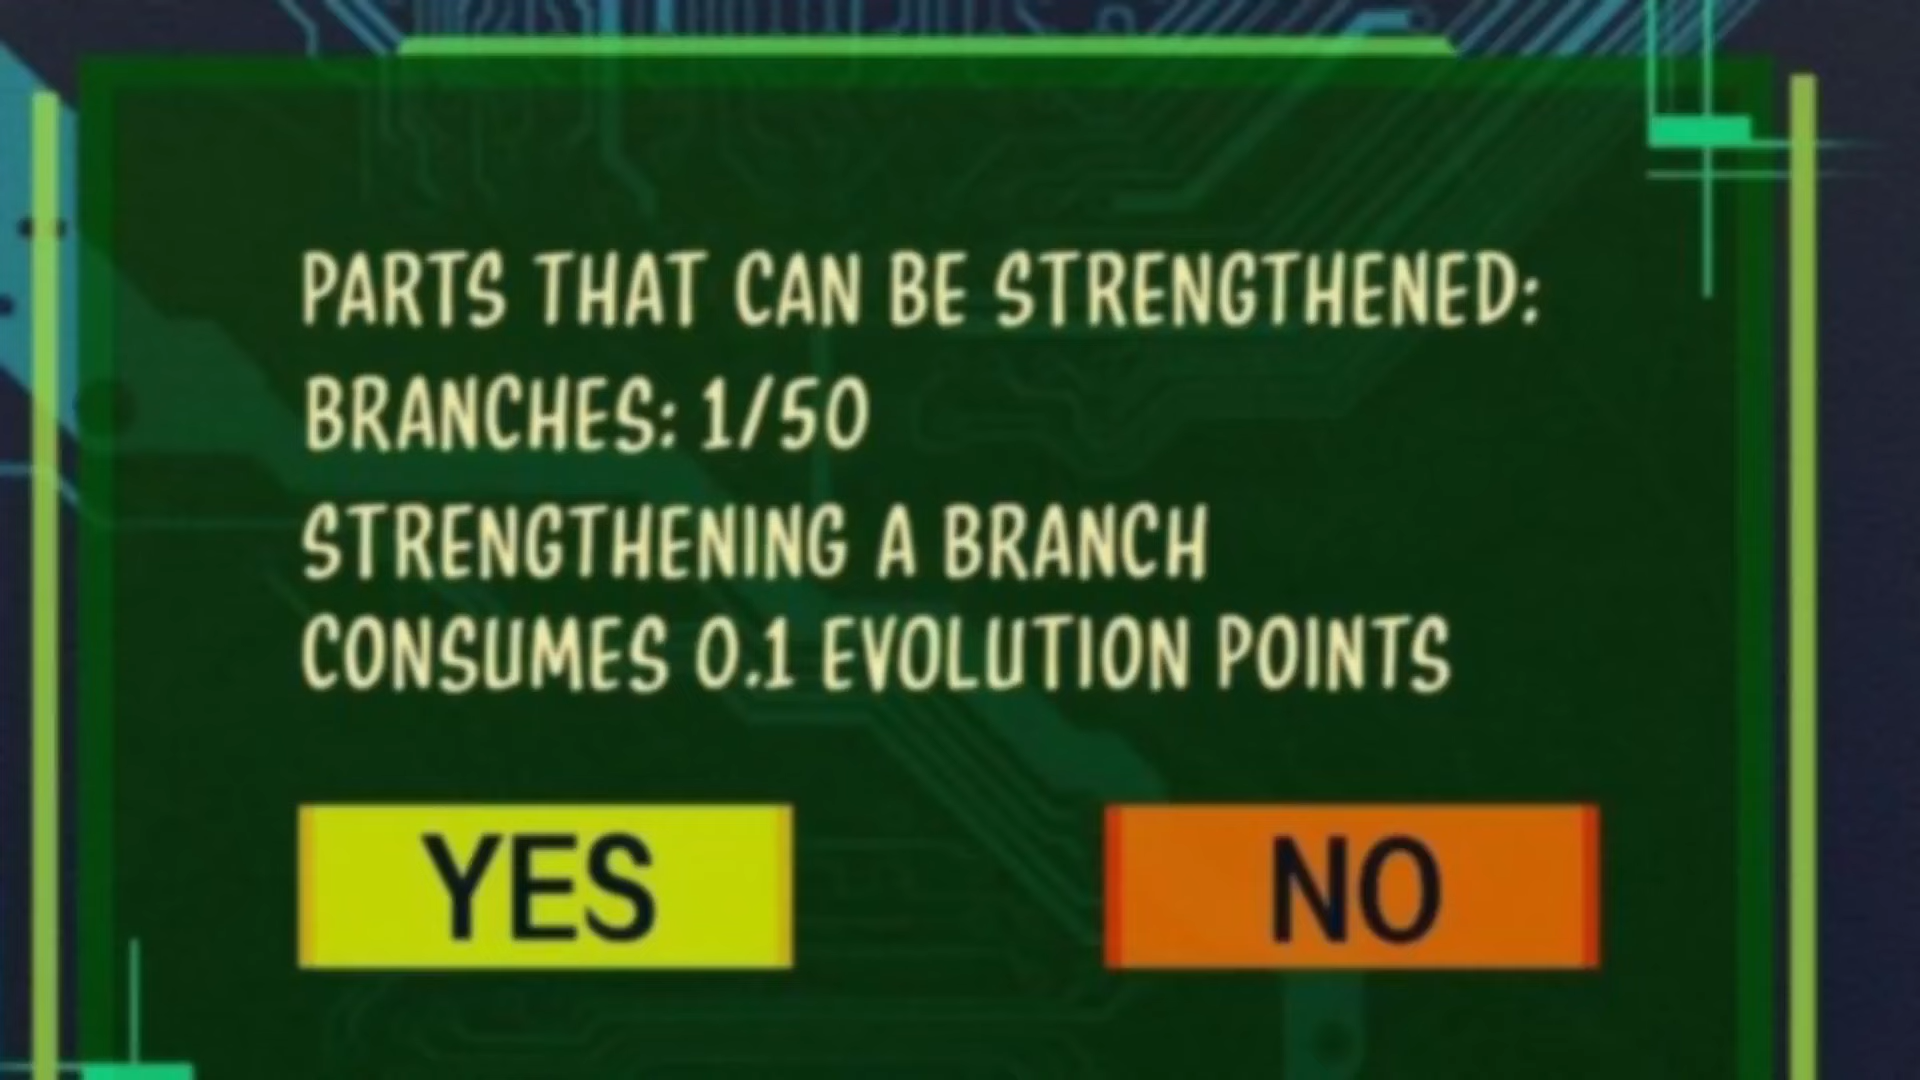 PARTS THAT CAN BE STRENGTHENED:
BRANCHES: 1/50
STRENGTHENING A BRANCH
CONSUMES 0.1 EVOLUTION POINTS
YES
NO